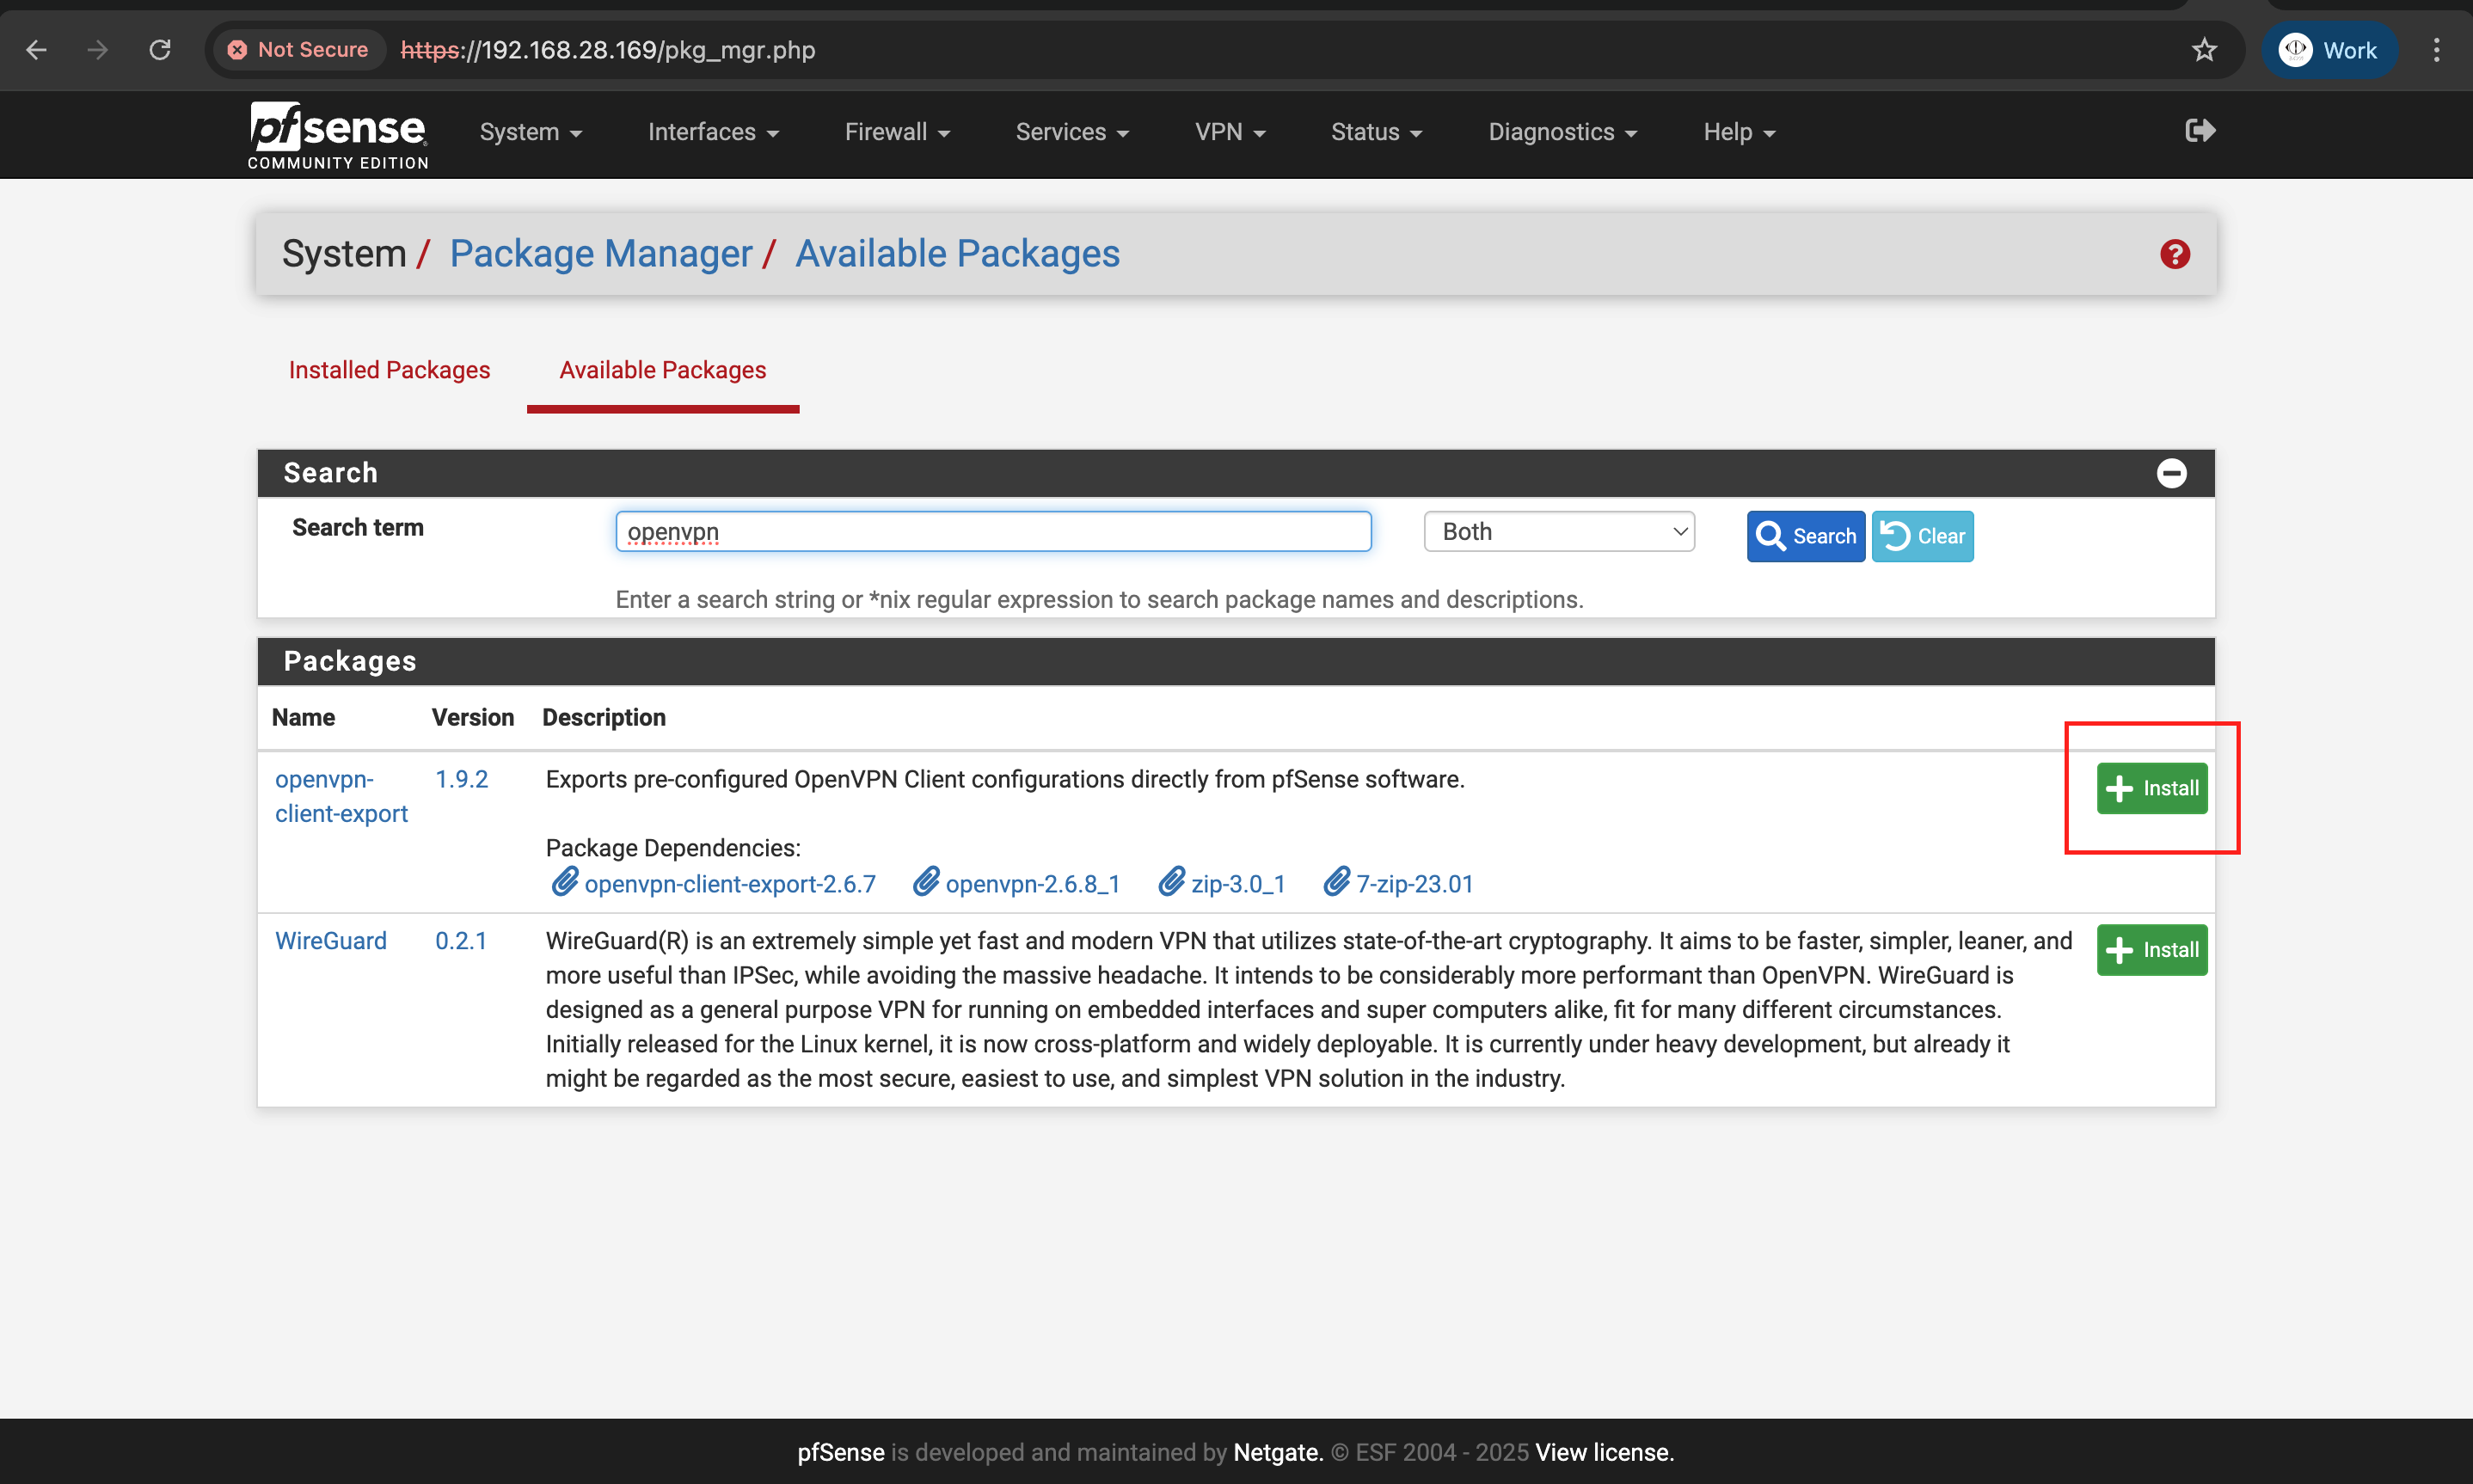 Not Secure https://192.168.28.169/pkg_mgr.php Work
pfsense COMMUNITY EDITION
System Interfaces Firewall Services VPN Status Diagnostics Help
System / Package Manager / Available Packages
Installed Packages Available Packages
Search
Search term openvpn Both Search Clear
Enter a search string or *nix regular expression to search package names and descriptions.
Packages
Name Version Description
openvpn-
client-export
1.9.2
Exports pre-configured OpenVPN Client configurations directly from pfSense software.
Install
Package Dependencies:
openvpn-client-export-2.6.7 openvpn-2.6.8_1 zip-3.0_1 7-zip-23.01
WireGuard
0.2.1
WireGuard(R) is an extremely simple yet fast and modern VPN that utilizes state-of-the-art cryptography. It aims to be faster, simpler, leaner, and
more useful than IPSec, while avoiding the massive headache. It intends to be considerably more performant than OpenVPN. WireGuard is
designed as a general purpose VPN for running on embedded interfaces and super computers alike, fit for many different circumstances.
Initially released for the Linux kernel, it is now cross-platform and widely deployable. It is currently under heavy development, but already it
might be regarded as the most secure, easiest to use, and simplest VPN solution in the industry.
Install
pfSense is developed and maintained by Netgate. © ESF 2004 - 2025 View license.